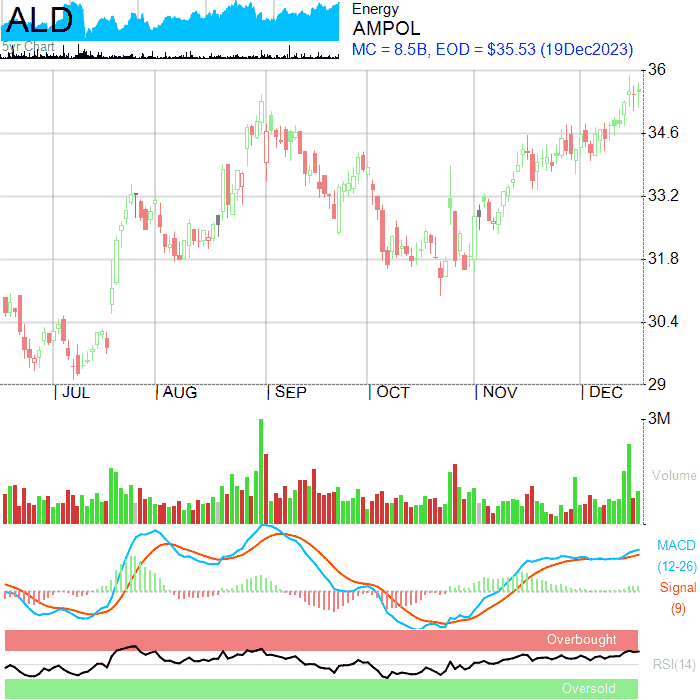 ALD
5yr Chart
Energy
AMPOL
MC = 8.5B, EOD = $35.53 (19Dec2023)
36
34.6
33.2
31.8
30.4
29
JUL
AUG
SEP
OCT
NOV
DEC
3M
Volume
MACD
(12-26)
Signal
(9)
Overbought
RSI(14)
Oversold